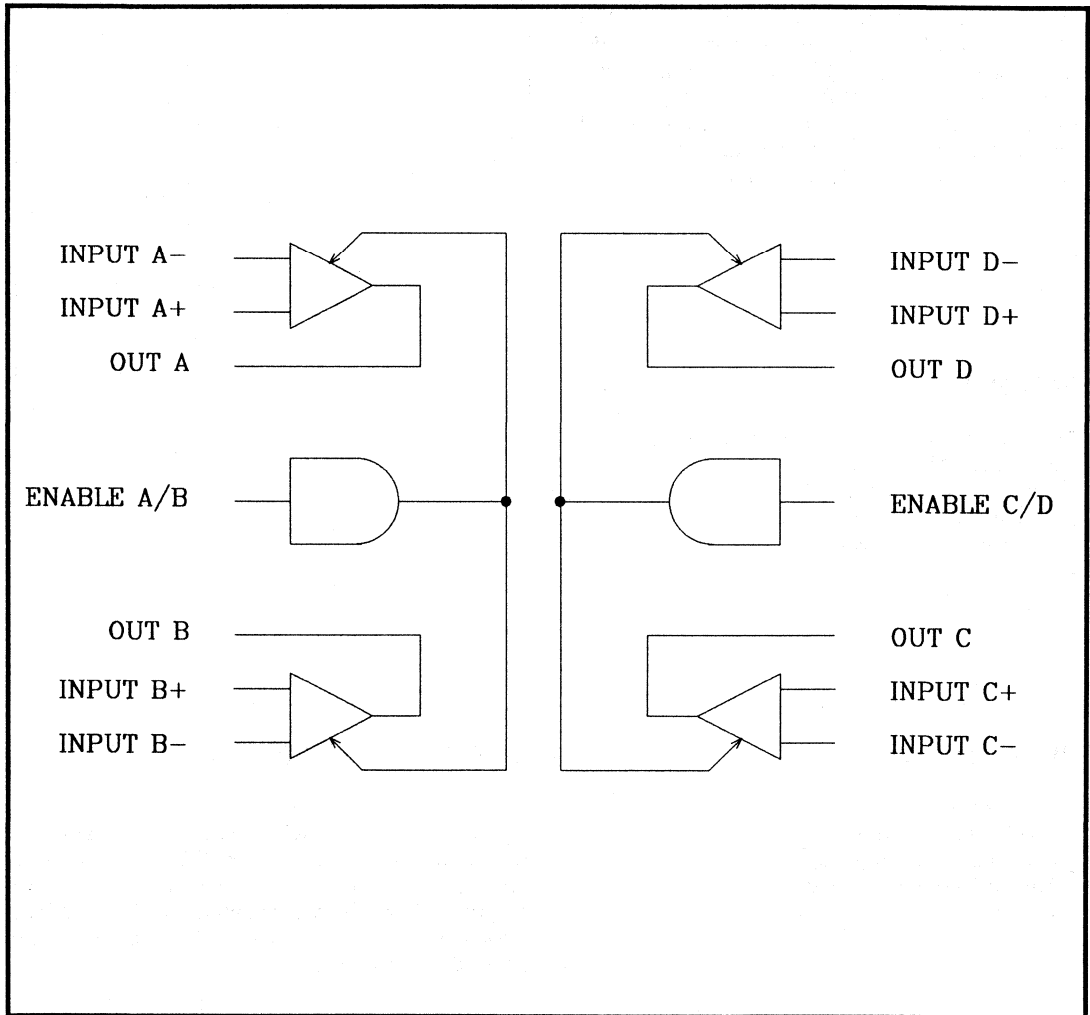 INPUT A−
INPUT A+
OUT A
ENABLE A/B
OUT B
INPUT B+
INPUT B−
INPUT D−
INPUT D+
OUT D
ENABLE C/D
OUT C
INPUT C+
INPUT C−